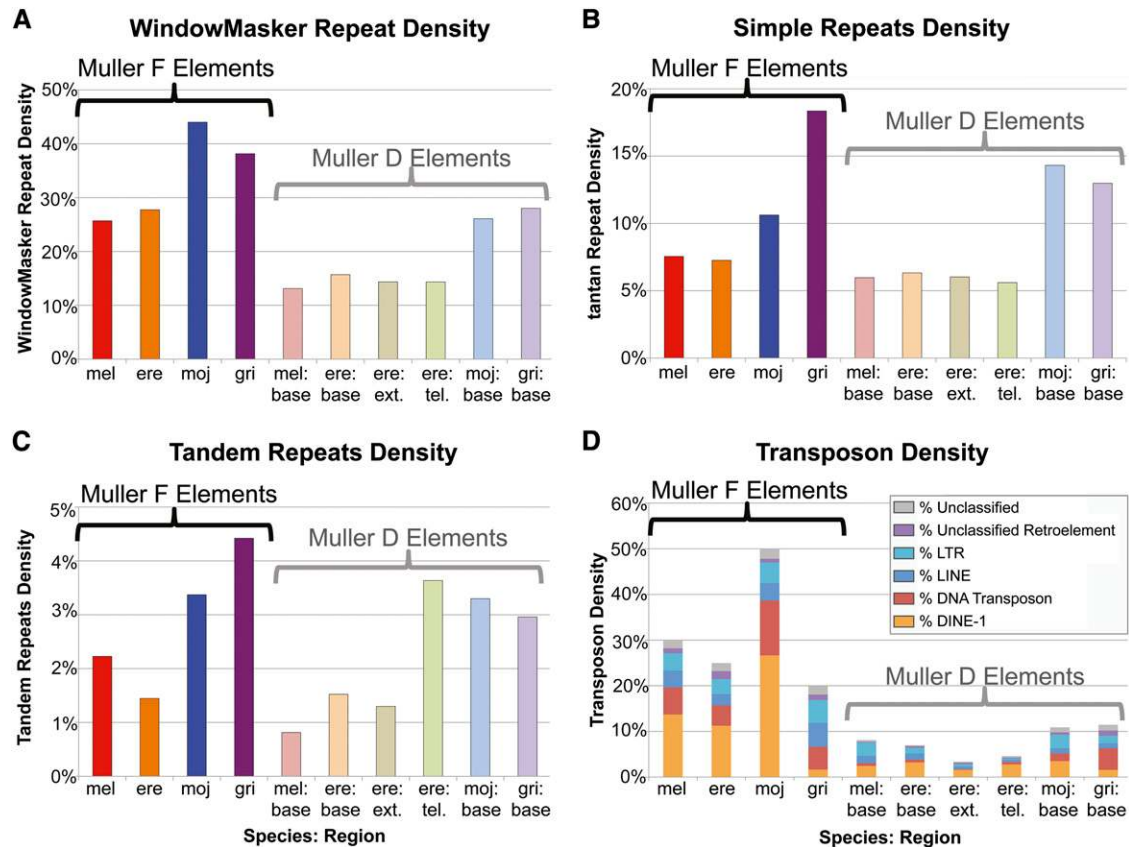 A
WindowMasker Repeat Density
Muller F Elements
WindowMasker Repeat Density
50%
40%
30%
20%
10%
0%
Muller D Elements
mel ere moj gri mel: ere: ere: ere: moj: gri:
base base ext. tel. base base
B
Simple Repeats Density
Muller F Elements
tantan Repeat Density
20%
15%
10%
5%
0%
Muller D Elements
mel ere moj gri mel: ere: ere: ere: moj: gri:
base base ext. tel. base base
C
Tandem Repeats Density
Muller F Elements
Tandem Repeats Density
5%
4%
3%
2%
1%
0%
Muller D Elements
mel ere moj gri mel: ere: ere: ere: moj: gri:
base base ext. tel. base base
Species: Region
D
Transposon Density
Muller F Elements
Transposon Density
60%
50%
40%
30%
20%
10%
0%
% Unclassified
% Unclassified Retroelement
% LTR
% LINE
% DNA Transposon
% DINE-1
Muller D Elements
mel ere moj gri mel: ere: ere: ere: moj: gri:
base base ext. tel. base base
Species: Region